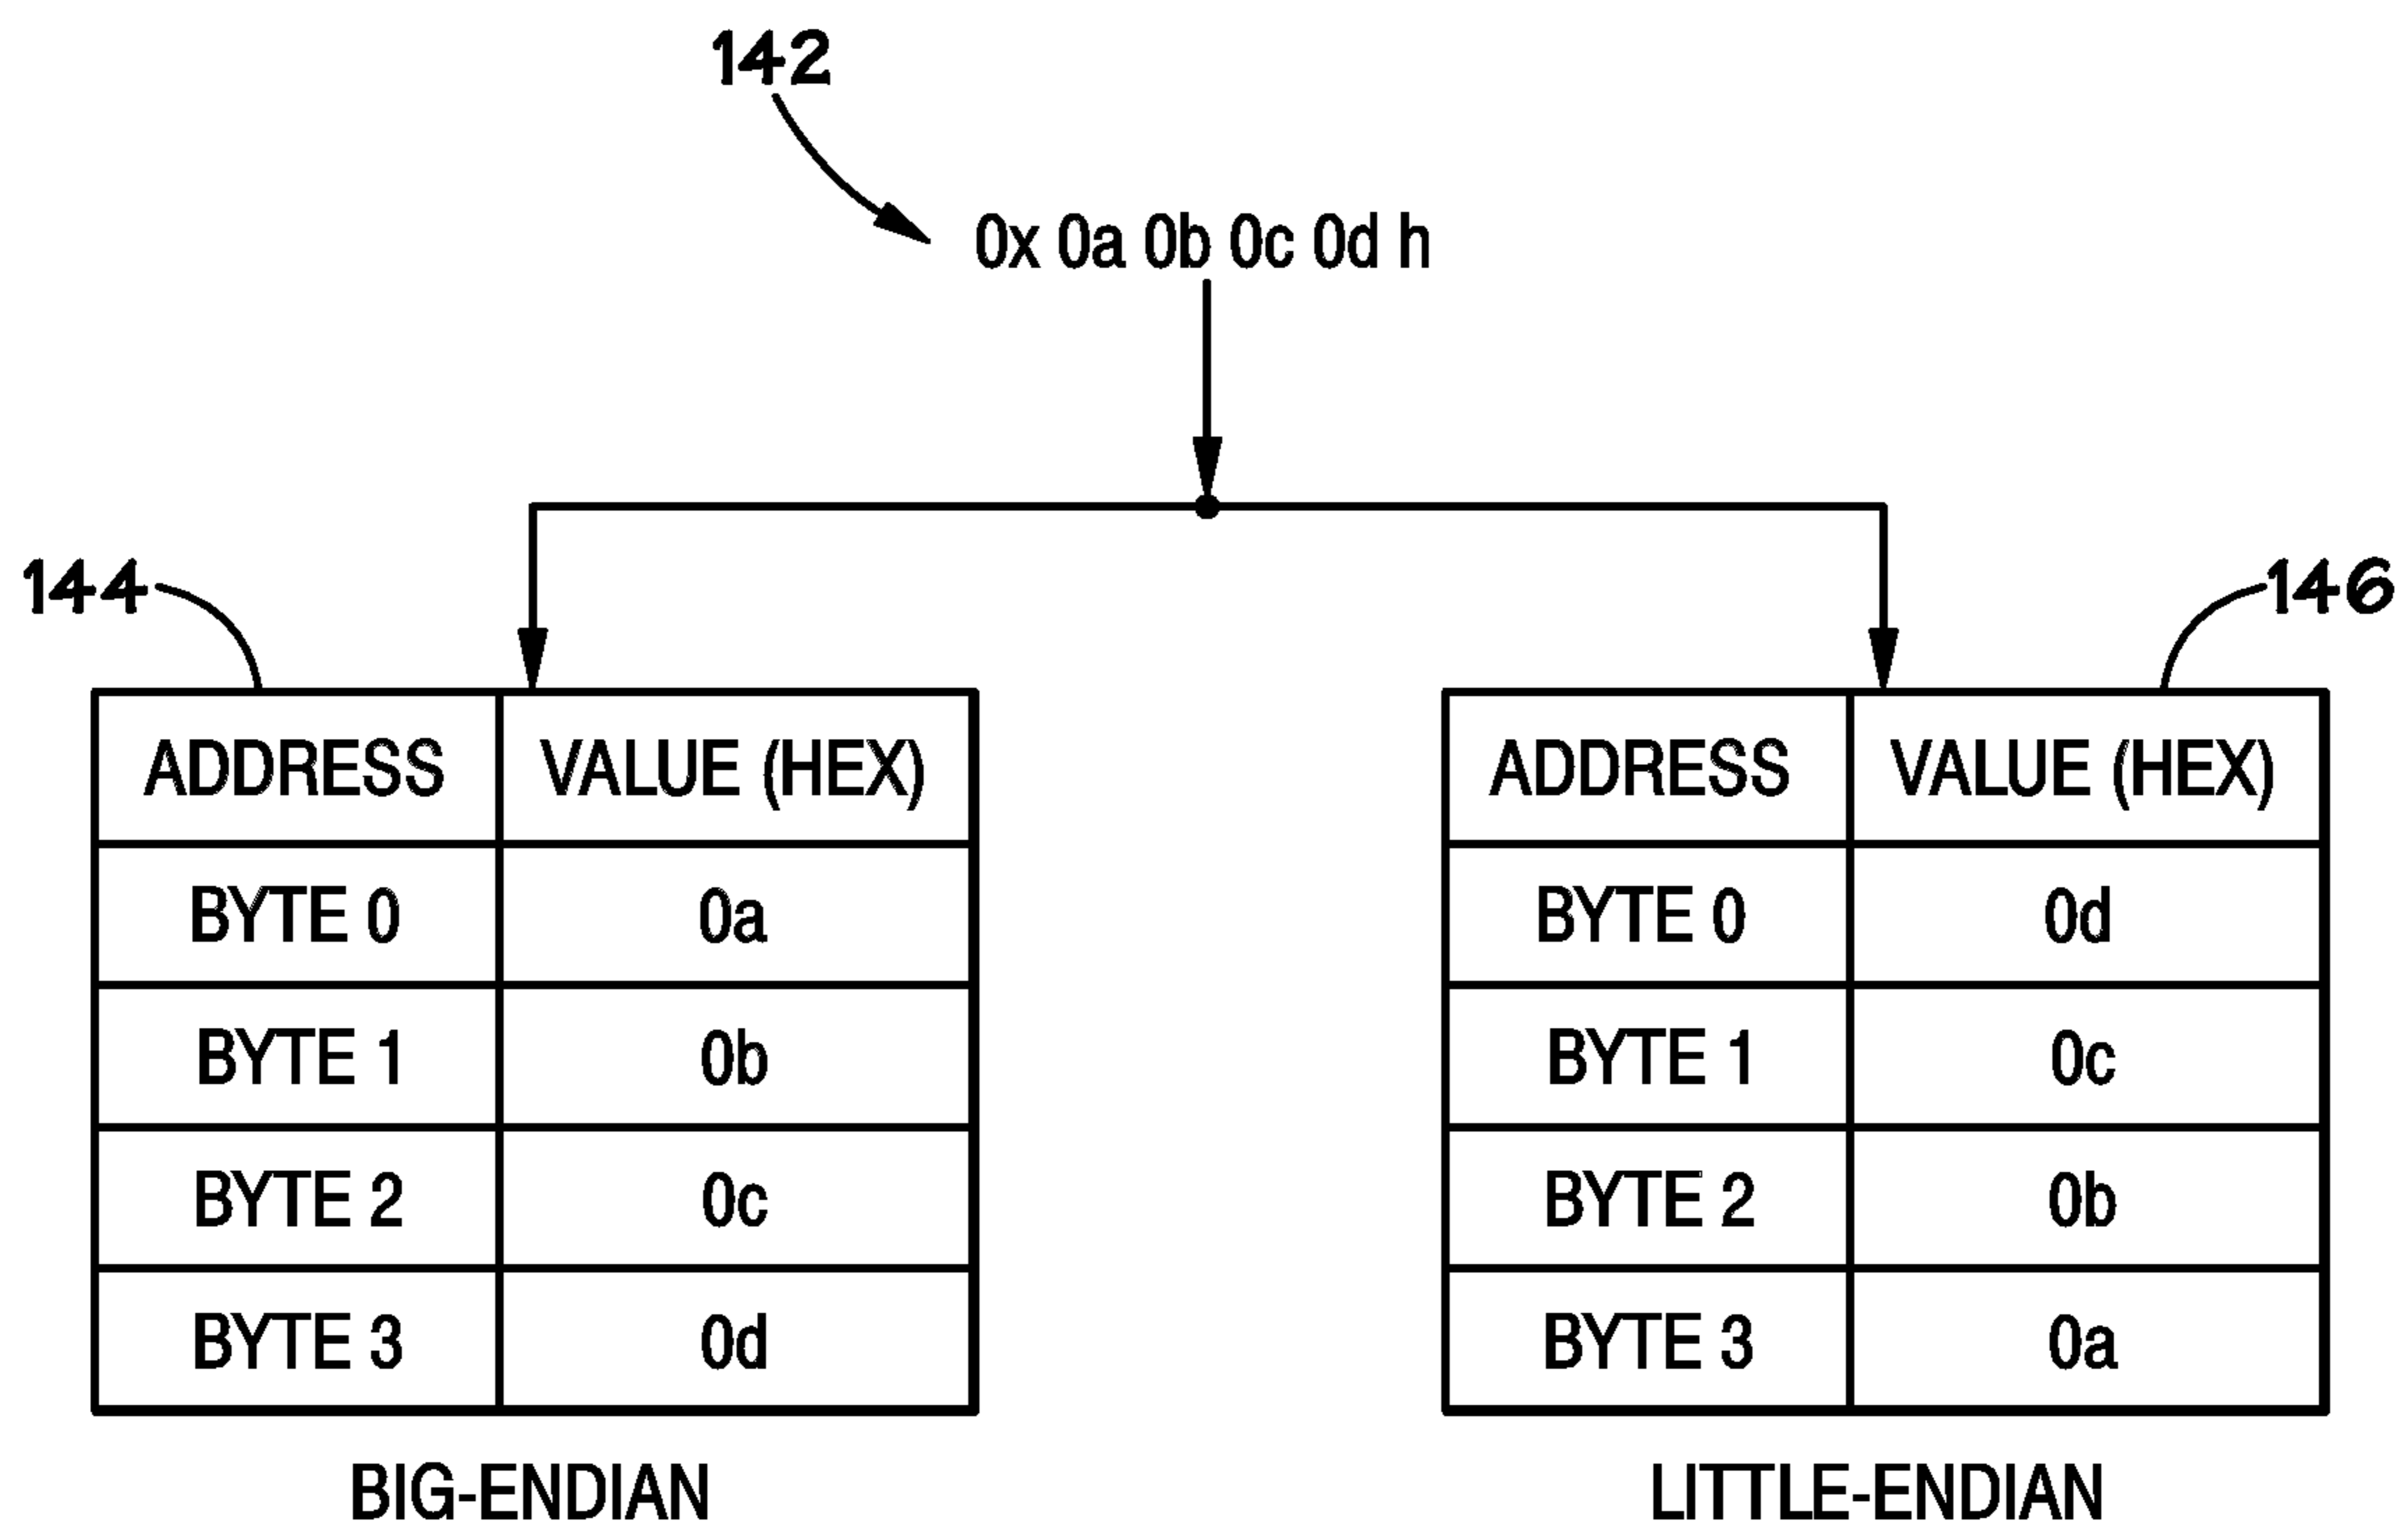 142
0x 0a 0b 0c 0d h
144
146
ADDRESS VALUE (HEX)
BYTE 0 0a
BYTE 1 0b
BYTE 2 0c
BYTE 3 0d
BIG-ENDIAN
ADDRESS VALUE (HEX)
BYTE 0 0d
BYTE 1 0c
BYTE 2 0b
BYTE 3 0a
LITTLE-ENDIAN